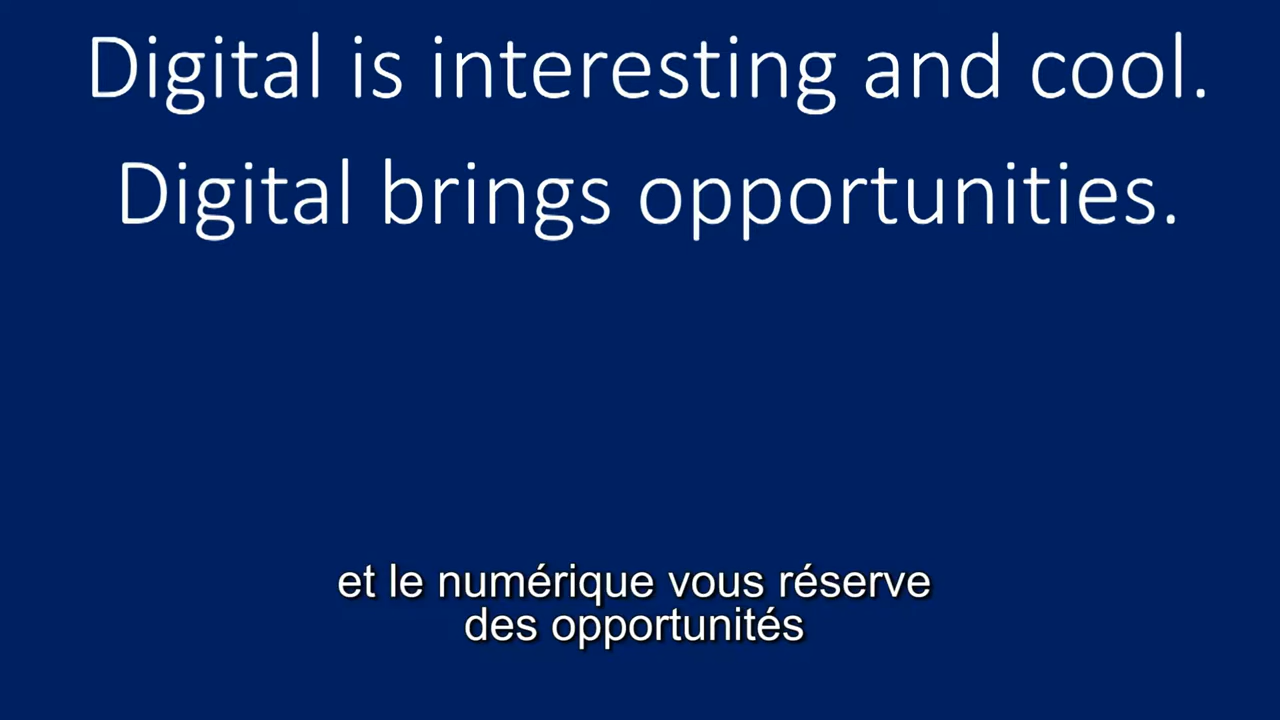 Digital is interesting and cool.
Digital brings opportunities.
et le numérique vous réserve
des opportunités